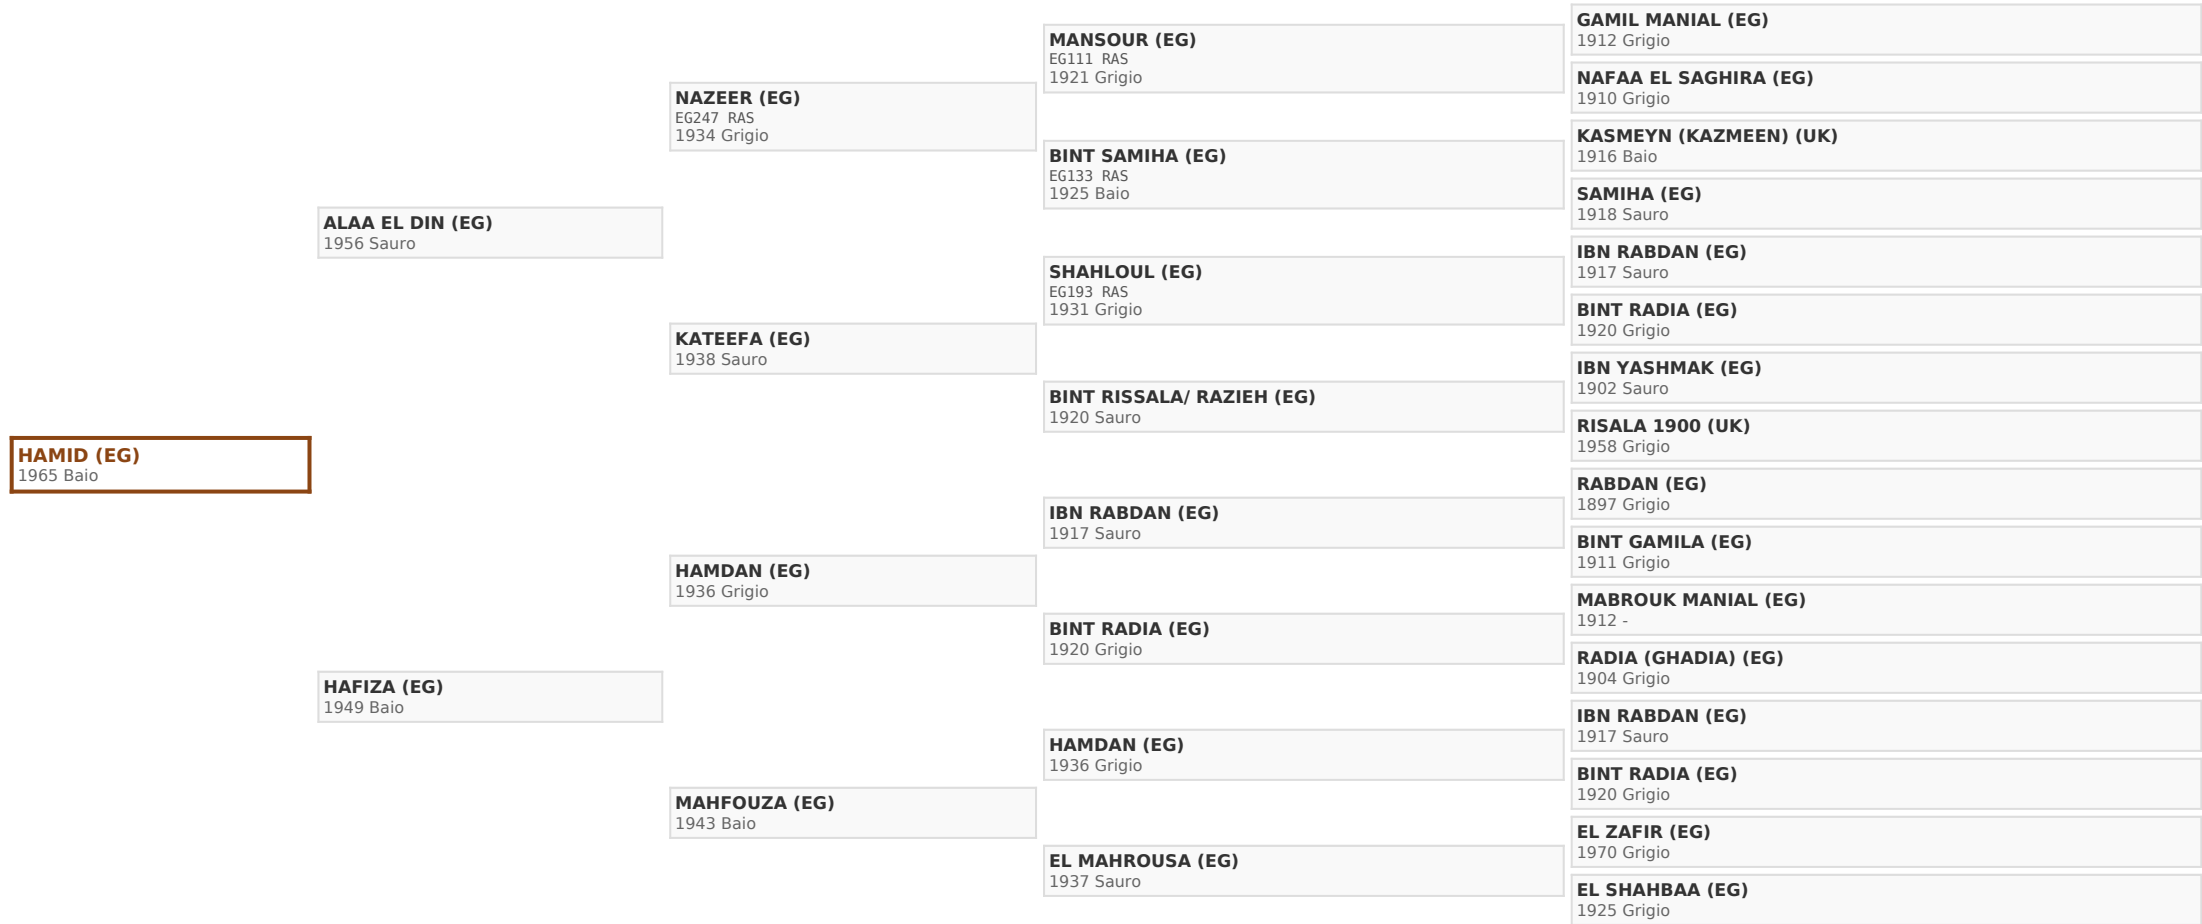 HAMID (EG)
1965 Baio
ALAA EL DIN (EG)
1956 Sauro
HAFIZA (EG)
1949 Baio
NAZEER (EG)
EG247 RAS
1934 Grigio
KATEEFA (EG)
1938 Sauro
HAMDAN (EG)
1936 Grigio
MAHFOUZA (EG)
1943 Baio
MANSOUR (EG)
EG111 RAS
1921 Grigio
BINT SAMIHA (EG)
EG133 RAS
1925 Baio
SHAHLOUL (EG)
EG193 RAS
1931 Grigio
BINT RISSALA/ RAZIEH (EG)
1920 Sauro
IBN RABDAN (EG)
1917 Sauro
BINT RADIA (EG)
1920 Grigio
HAMDAN (EG)
1936 Grigio
EL MAHROUSA (EG)
1937 Sauro
GAMIL MANIAL (EG)
1912 Grigio
NAFAA EL SAGHIRA (EG)
1910 Grigio
KASMEYN (KAZMEEN) (UK)
1916 Baio
SAMIHA (EG)
1918 Sauro
IBN RABDAN (EG)
1917 Sauro
BINT RADIA (EG)
1920 Grigio
IBN YASHMAK (EG)
1902 Sauro
RISALA 1900 (UK)
1958 Grigio
RABDAN (EG)
1897 Grigio
BINT GAMILA (EG)
1911 Grigio
MABROUK MANIAL (EG)
1912 -
RADIA (GHADIA) (EG)
1904 Grigio
IBN RABDAN (EG)
1917 Sauro
BINT RADIA (EG)
1920 Grigio
EL ZAFIR (EG)
1970 Grigio
EL SHAHBAA (EG)
1925 Grigio